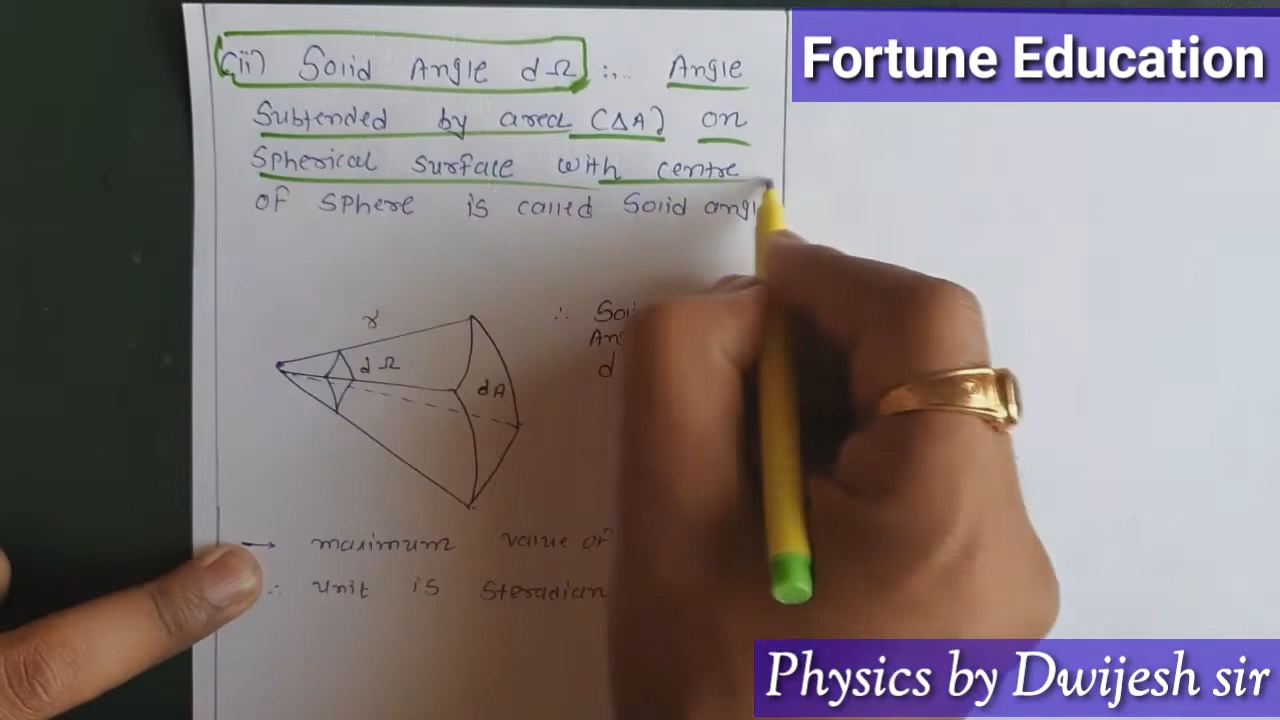 (ii) Solid Angle dΩ :.. Angle
Subtended by area (ΔA) on
Spherical surface with centre
of sphere is called Solid angl
r
dΩ
dA
∴ Soli
An
d
→ maximum value of
∴ unit is steradian
Fortune Education
Physics by Dwijesh sir